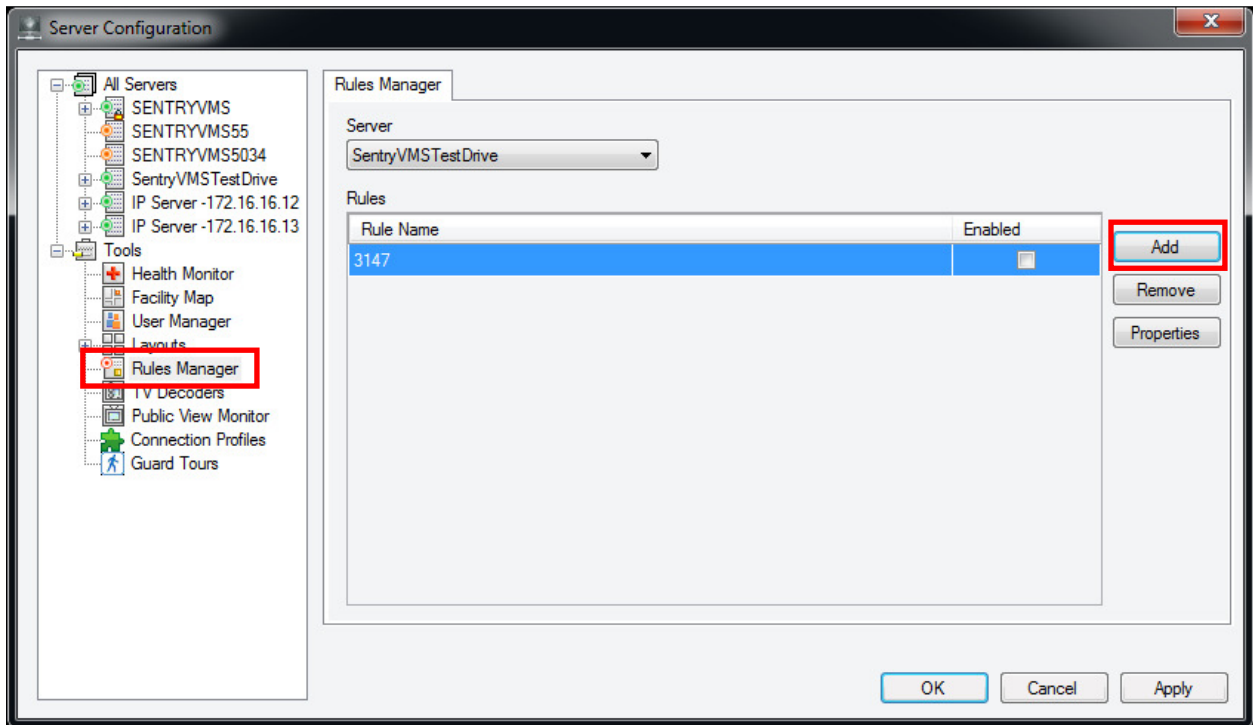 Server Configuration
All Servers
SENTRYVMS
SENTRYVMS55
SENTRYVMS5034
SentryVMSTestDrive
IP Server -172.16.16.12
IP Server -172.16.16.13
Tools
Health Monitor
Facility Map
User Manager
Layouts
Rules Manager
TV Decoders
Public View Monitor
Connection Profiles
Guard Tours
Rules Manager
Server
SentryVMSTestDrive
Rules
Rule Name Enabled
3147
Add
Remove
Properties
OK Cancel Apply